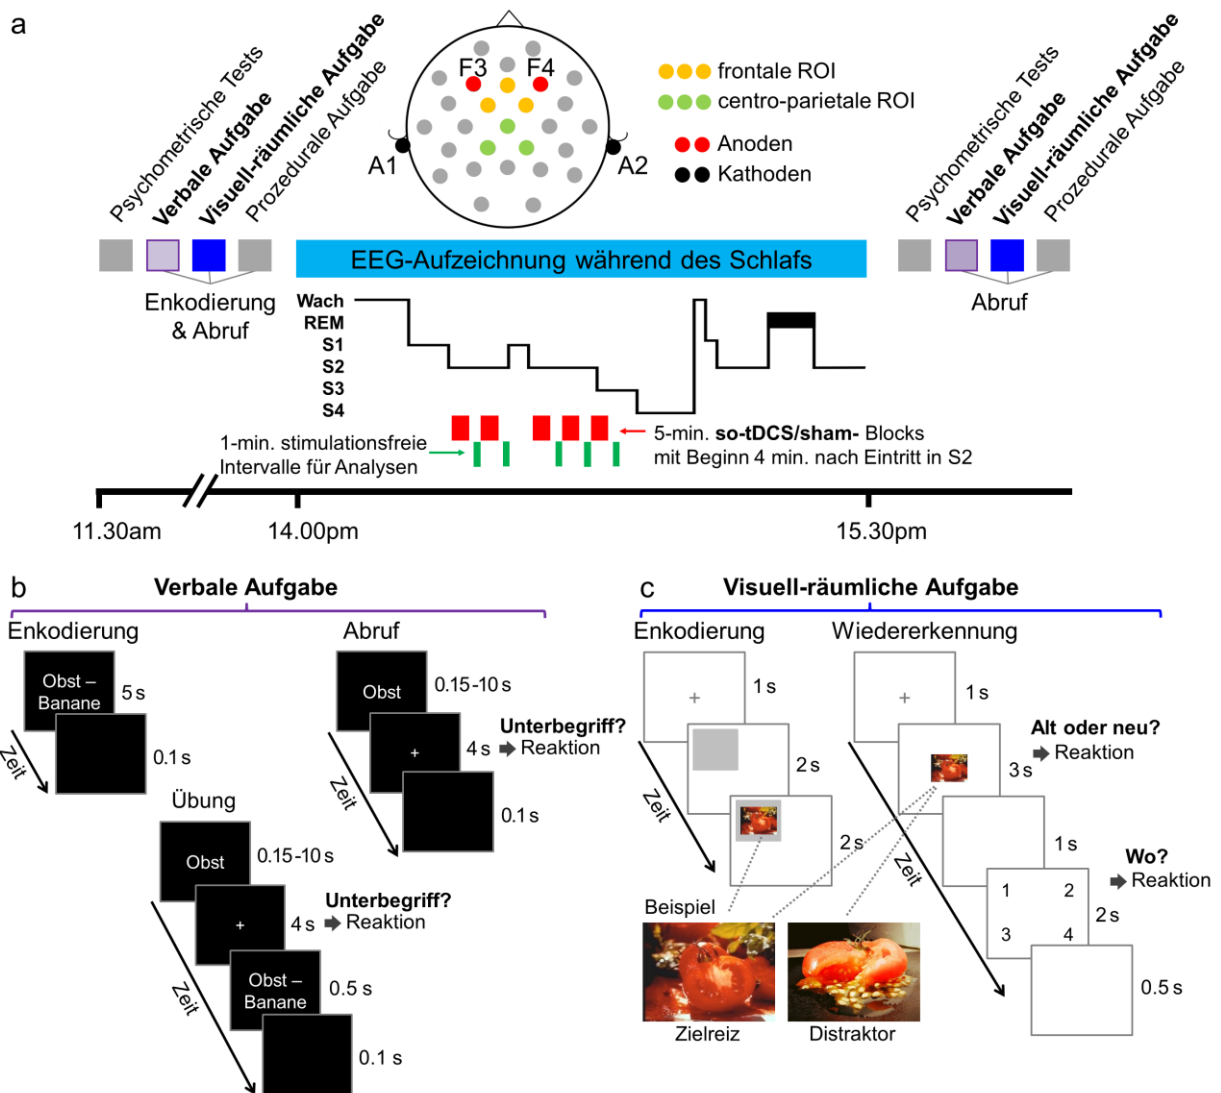 a
Psychometrische Tests
Verbale Aufgabe
Visuell-räumliche Aufgabe
Prozedurale Aufgabe
F3
F4
A1
A2
frontale ROI
centro-parietale ROI
Anoden
Kathoden
Psychometrische Tests
Verbale Aufgabe
Visuell-räumliche Aufgabe
Prozedurale Aufgabe
Enkodierung
& Abruf
EEG-Aufzeichnung während des Schlafs
Abruf
Wach
REM
S1
S2
S3
S4
1-min. stimulationsfreie
Intervalle für Analysen
5-min. so-tDCS/sham- Blocks
mit Beginn 4 min. nach Eintritt in S2
11.30am
14.00pm
15.30pm
b
Verbale Aufgabe
Enkodierung
Obst –
Banane
5 s
0.1 s
Zeit
Übung
Obst
0.15-10 s
+
4 s
Unterbegriff?
Reaktion
Obst –
Banane
0.5 s
0.1 s
Zeit
Abruf
Obst
0.15-10 s
+
4 s
Unterbegriff?
Reaktion
0.1 s
Zeit
c
Visuell-räumliche Aufgabe
Enkodierung
+
1 s
2 s
2 s
Zeit
Beispiel
Zielreiz
Distraktor
Wiedererkennung
+
1 s
Alt oder neu?
Reaktion
3 s
1 s
Wo?
Reaktion
1 2
3 4
2 s
0.5 s
Zeit